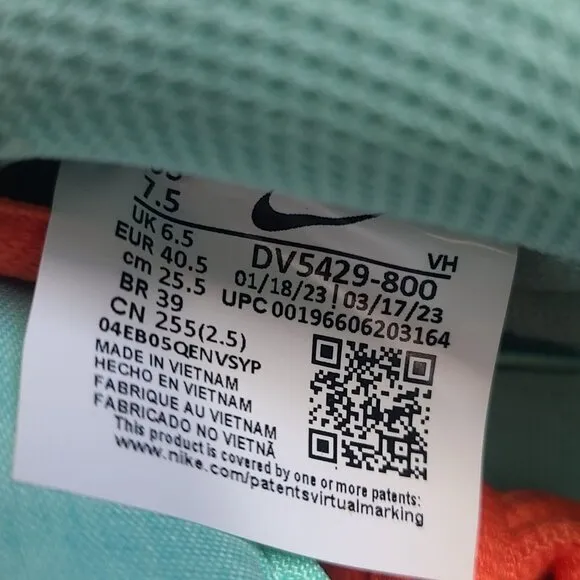 7.5
UK 6.5
EUR 40.5
cm 25.5
BR 39
CN 255(2.5)
VH
DV5429-800
01/18/23 | 03/17/23
UPC 00196606203164
04EB05QENVSYP
MADE IN VIETNAM
HECHO EN VIETNAM
FABRIQUE AU VIETNAM
FABRICADO NO VIETNÃ
This product is covered by one or more patents:
www.nike.com/patentsvirtualmarking